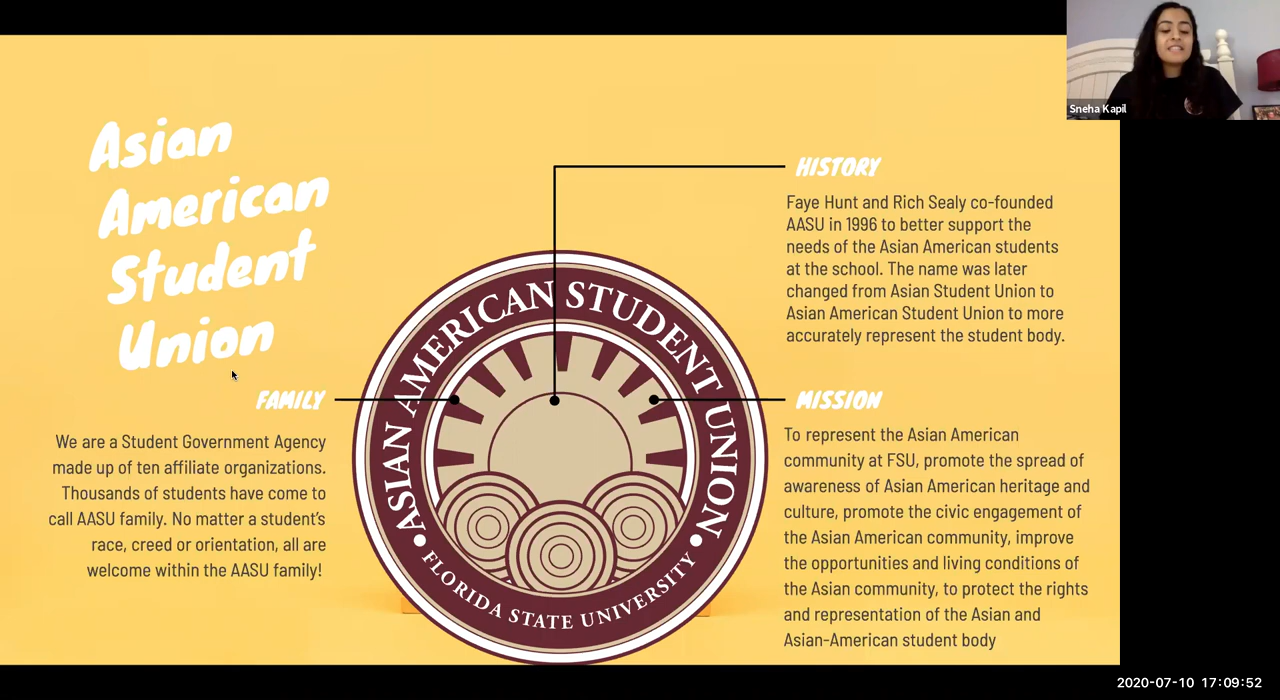 Asian
American
Student
Union
FAMILY
We are a Student Government Agency
made up of ten affiliate organizations.
Thousands of students have come to
call AASU family. No matter a student's
race, creed or orientation, all are
welcome within the AASU family!
ASIAN AMERICAN STUDENT UNION
FLORIDA STATE UNIVERSITY
HISTORY
Faye Hunt and Rich Sealy co-founded
AASU in 1996 to better support the
needs of the Asian American students
at the school. The name was later
changed from Asian Student Union to
Asian American Student Union to more
accurately represent the student body.
MISSION
To represent the Asian American
community at FSU, promote the spread of
awareness of Asian American heritage and
culture, promote the civic engagement of
the Asian American community, improve
the opportunities and living conditions of
the Asian community, to protect the rights
and representation of the Asian and
Asian-American student body
Sneha Kapil
2020-07-10 17:09:52